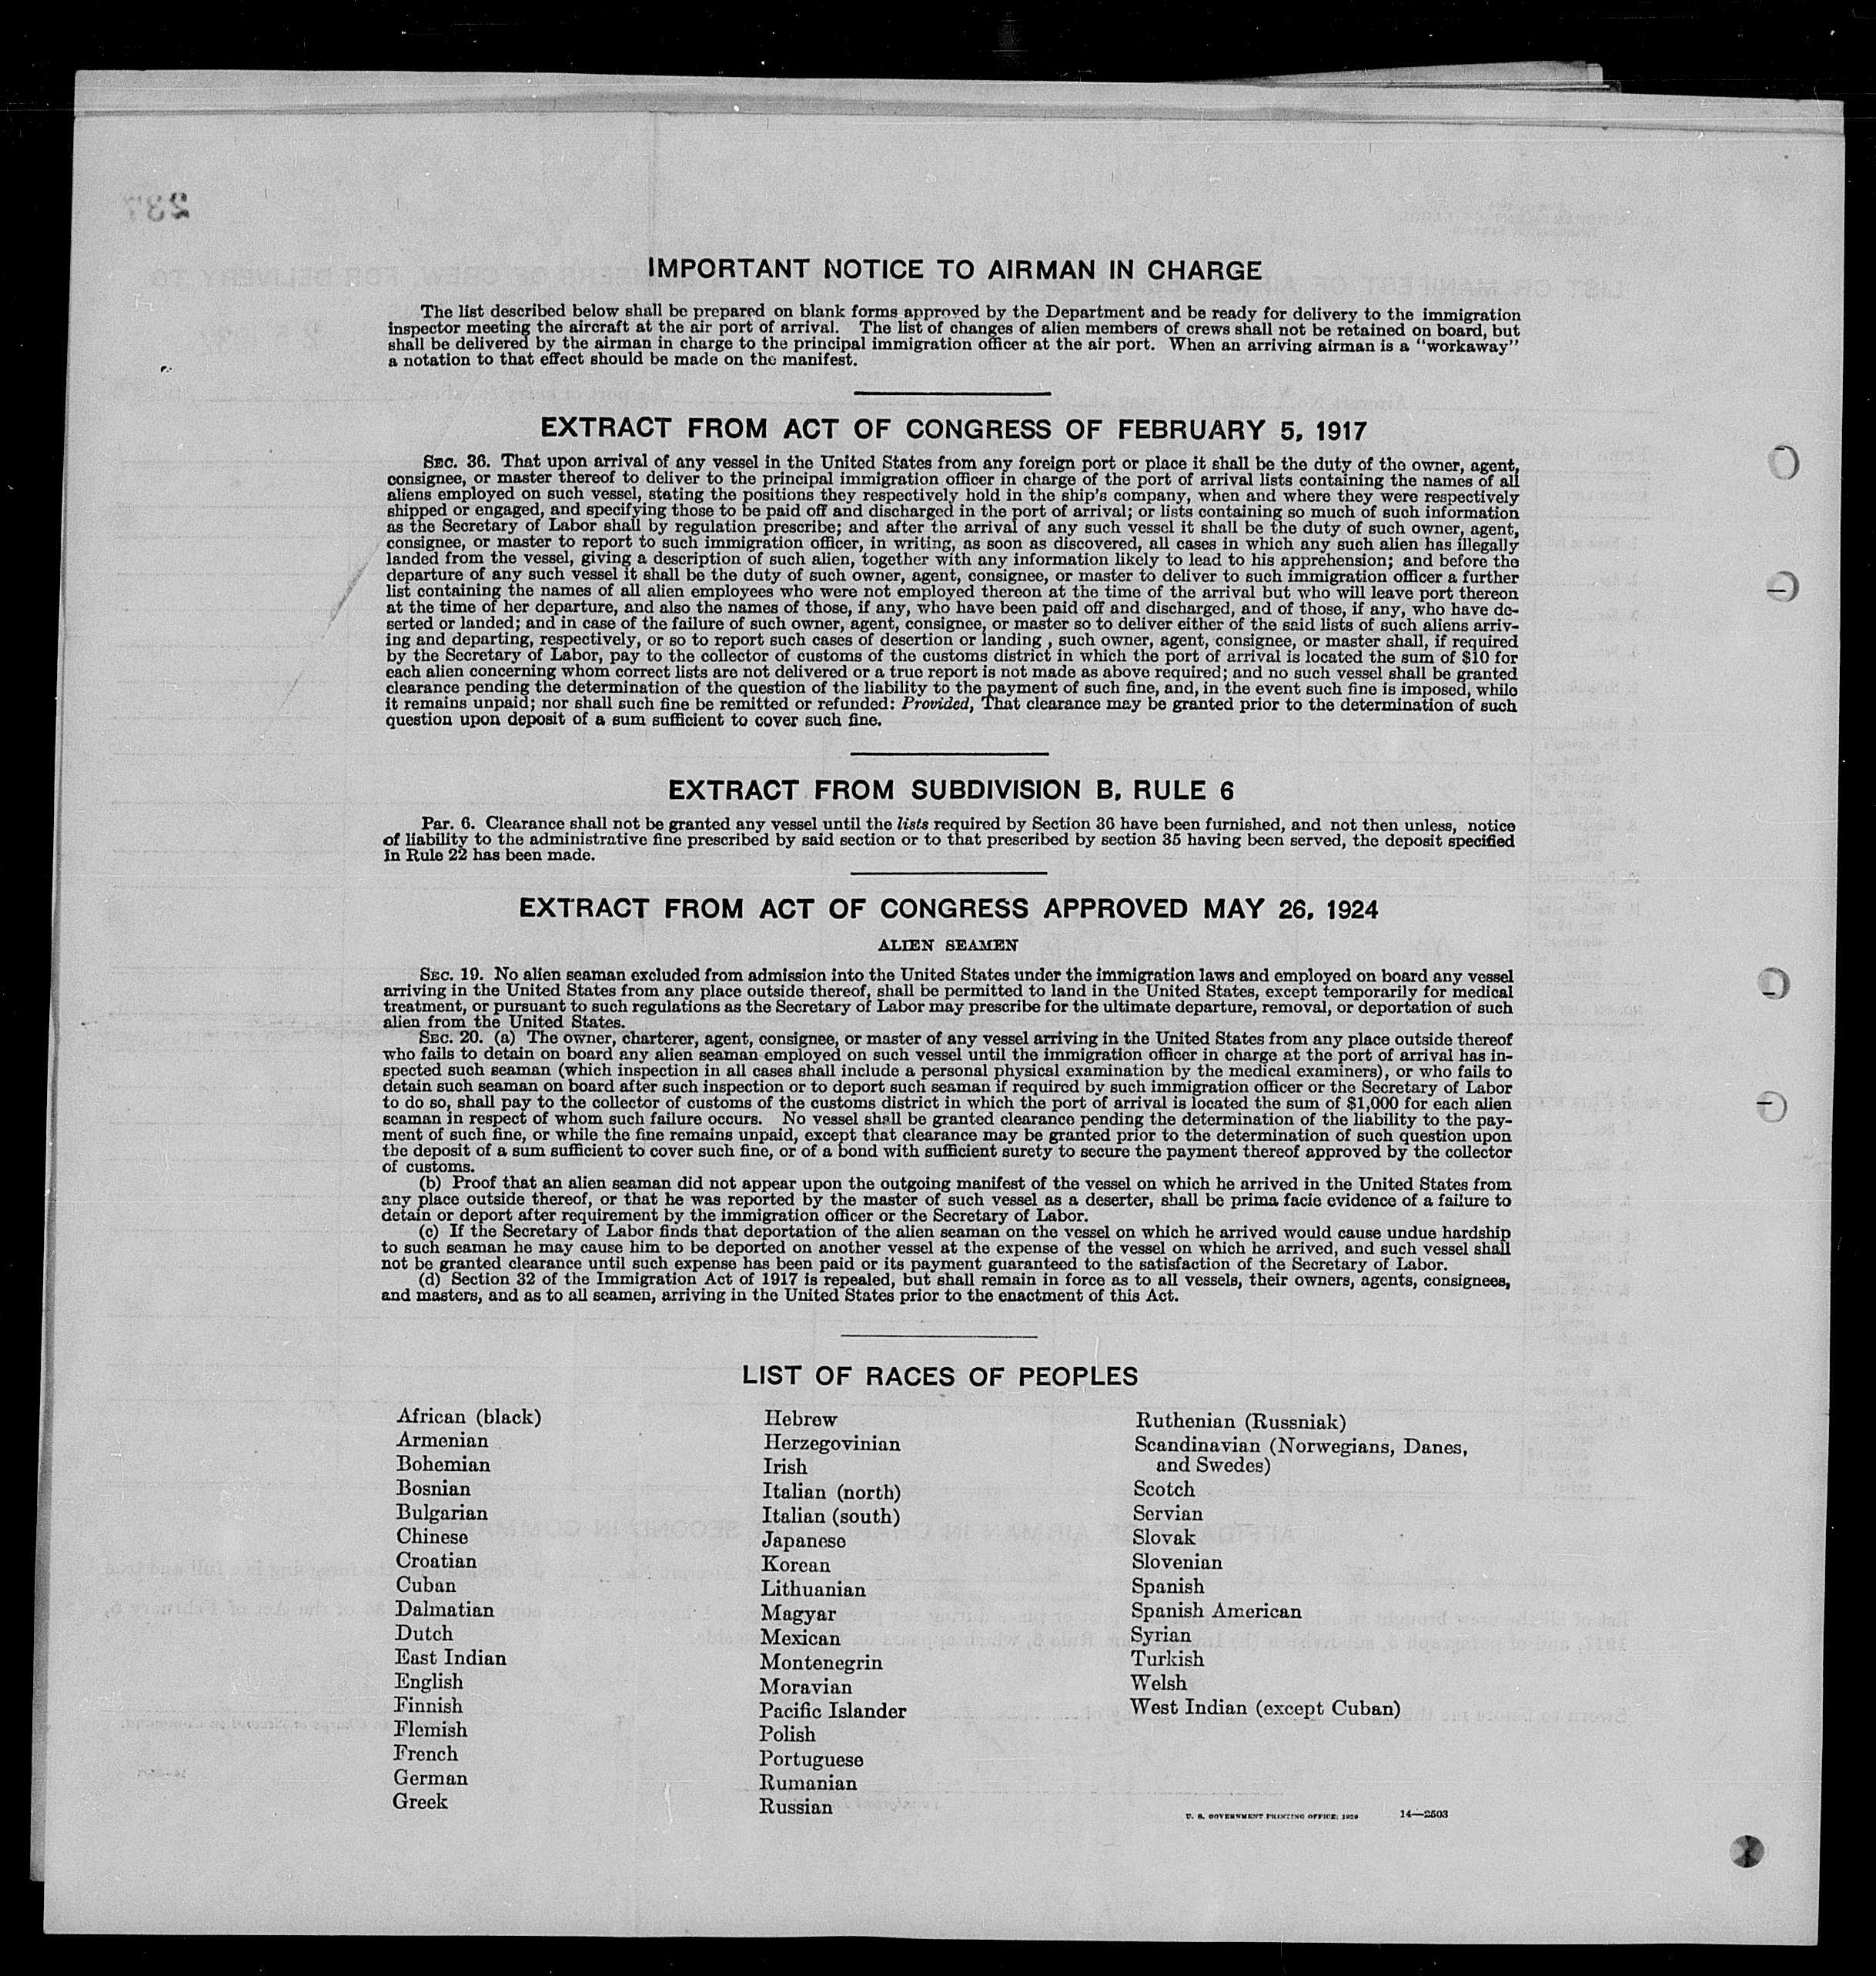 237
IMPORTANT NOTICE TO AIRMAN IN CHARGE
The list described below shall be prepared on blank forms approved by the Department and be ready for delivery to the immigration
inspector meeting the aircraft at the air port of arrival. The list of changes of alien members of crews shall not be retained on board, but
shall be delivered by the airman in charge to the principal immigration officer at the air port. When an arriving airman is a “workaway”
a notation to that effect should be made on the manifest.
EXTRACT FROM ACT OF CONGRESS OF FEBRUARY 5, 1917
SEC. 36. That upon arrival of any vessel in the United States from any foreign port or place it shall be the duty of the owner, agent,
consignee, or master thereof to deliver to the principal immigration officer in charge of the port of arrival lists containing the names of all
aliens employed on such vessel, stating the positions they respectively hold in the ship's company, when and where they were respectively
shipped or engaged, and specifying those to be paid off and discharged in the port of arrival; or lists containing so much of such information
as the Secretary of Labor shall by regulation prescribe; and after the arrival of any such vessel it shall be the duty of such owner, agent,
consignee, or master to report to such immigration officer, in writing, as soon as discovered, all cases in which any such alien has illegally
landed from the vessel, giving a description of such alien, together with any information likely to lead to his apprehension; and before the
departure of any such vessel it shall be the duty of such owner, agent, consignee, or master to deliver to such immigration officer a further
list containing the names of all alien employees who were not employed thereon at the time of the arrival but who will leave port thereon
at the time of her departure, and also the names of those, if any, who have been paid off and discharged, and of those, if any, who have de-
serted or landed; and in case of the failure of such owner, agent, consignee, or master so to deliver either of the said lists of such aliens arriv-
ing and departing, respectively, or so to report such cases of desertion or landing , such owner, agent, consignee, or master shall, if required
by the Secretary of Labor, pay to the collector of customs of the customs district in which the port of arrival is located the sum of $10 for
each alien concerning whom correct lists are not delivered or a true report is not made as above required; and no such vessel shall be granted
clearance pending the determination of the question of the liability to the payment of such fine, and, in the event such fine is imposed, while
it remains unpaid; nor shall such fine be remitted or refunded: Provided, That clearance may be granted prior to the determination of such
question upon deposit of a sum sufficient to cover such fine.
EXTRACT FROM SUBDIVISION B, RULE 6
Par. 6. Clearance shall not be granted any vessel until the lists required by Section 36 have been furnished, and not then unless, notice
of liability to the administrative fine prescribed by said section or to that prescribed by section 35 having been served, the deposit specified
in Rule 22 has been made.
EXTRACT FROM ACT OF CONGRESS APPROVED MAY 26, 1924
ALIEN SEAMEN
SEC. 19. No alien seaman excluded from admission into the United States under the immigration laws and employed on board any vessel
arriving in the United States from any place outside thereof, shall be permitted to land in the United States, except temporarily for medical
treatment, or pursuant to such regulations as the Secretary of Labor may prescribe for the ultimate departure, removal, or deportation of such
alien from the United States.
SEC. 20. (a) The owner, charterer, agent, consignee, or master of any vessel arriving in the United States from any place outside thereof
who fails to detain on board any alien seaman employed on such vessel until the immigration officer in charge at the port of arrival has in-
spected such seaman (which inspection in all cases shall include a personal physical examination by the medical examiners), or who fails to
detain such seaman on board after such inspection or to deport such seaman if required by such immigration officer or the Secretary of Labor
to do so, shall pay to the collector of customs of the customs district in which the port of arrival is located the sum of $1,000 for each alien
seaman in respect of whom such failure occurs. No vessel shall be granted clearance pending the determination of the liability to the pay-
ment of such fine, or while the fine remains unpaid, except that clearance may be granted prior to the determination of such question upon
the deposit of a sum sufficient to cover such fine, or of a bond with sufficient surety to secure the payment thereof approved by the collector
of customs.
(b) Proof that an alien seaman did not appear upon the outgoing manifest of the vessel on which he arrived in the United States from
any place outside thereof, or that he was reported by the master of such vessel as a deserter, shall be prima facie evidence of a failure to
detain or deport after requirement by the immigration officer or the Secretary of Labor.
(c) If the Secretary of Labor finds that deportation of the alien seaman on the vessel on which he arrived would cause undue hardship
to such seaman he may cause him to be deported on another vessel at the expense of the vessel on which he arrived, and such vessel shall
not be granted clearance until such expense has been paid or its payment guaranteed to the satisfaction of the Secretary of Labor.
(d) Section 32 of the Immigration Act of 1917 is repealed, but shall remain in force as to all vessels, their owners, agents, consignees,
and masters, and as to all seamen, arriving in the United States prior to the enactment of this Act.
LIST OF RACES OF PEOPLES
African (black)
Armenian
Bohemian
Bosnian
Bulgarian
Chinese
Croatian
Cuban
Dalmatian
Dutch
East Indian
English
Finnish
Flemish
French
German
Greek
Hebrew
Herzegovinian
Irish
Italian (north)
Italian (south)
Japanese
Korean
Lithuanian
Magyar
Mexican
Montenegrin
Moravian
Pacific Islander
Polish
Portuguese
Rumanian
Russian
Ruthenian (Russniak)
Scandinavian (Norwegians, Danes,
and Swedes)
Scotch
Servian
Slovak
Slovenian
Spanish
Spanish American
Syrian
Turkish
Welsh
West Indian (except Cuban)
U. S. GOVERNMENT PRINTING OFFICE: 1929 14—2503